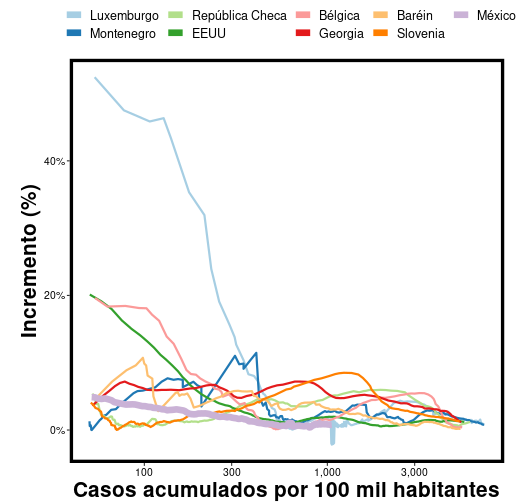 Luxemburgo República Checa Bélgica Baréin México
Montenegro EEUU Georgia Slovenia
40%
20%
0%
Incremento (%)
100 300 1,000 3,000
Casos acumulados por 100 mil habitantes